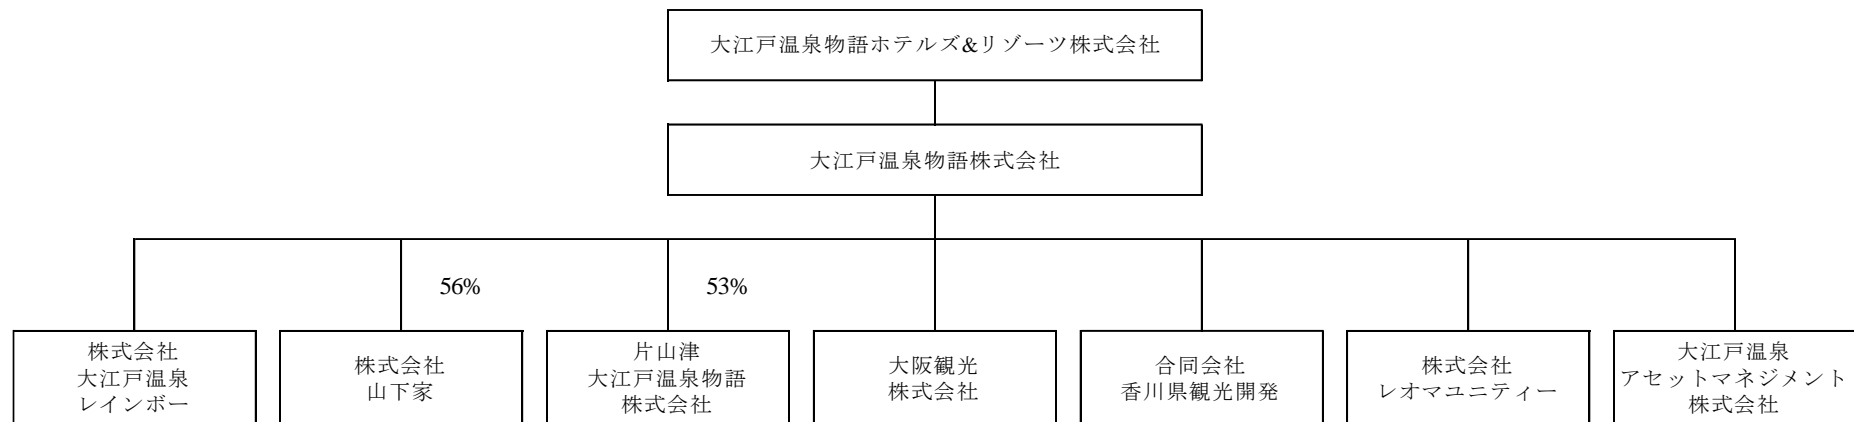 大江戸温泉物語ホテルズ&リゾーツ株式会社
大江戸温泉物語株式会社
56%
53%
株式会社
大江戸温泉
レインボー
株式会社
山下家
片山津
大江戸温泉物語
株式会社
大阪観光
株式会社
合同会社
香川県観光開発
株式会社
レオマユニティー
大江戸温泉
アセットマネジメント
株式会社